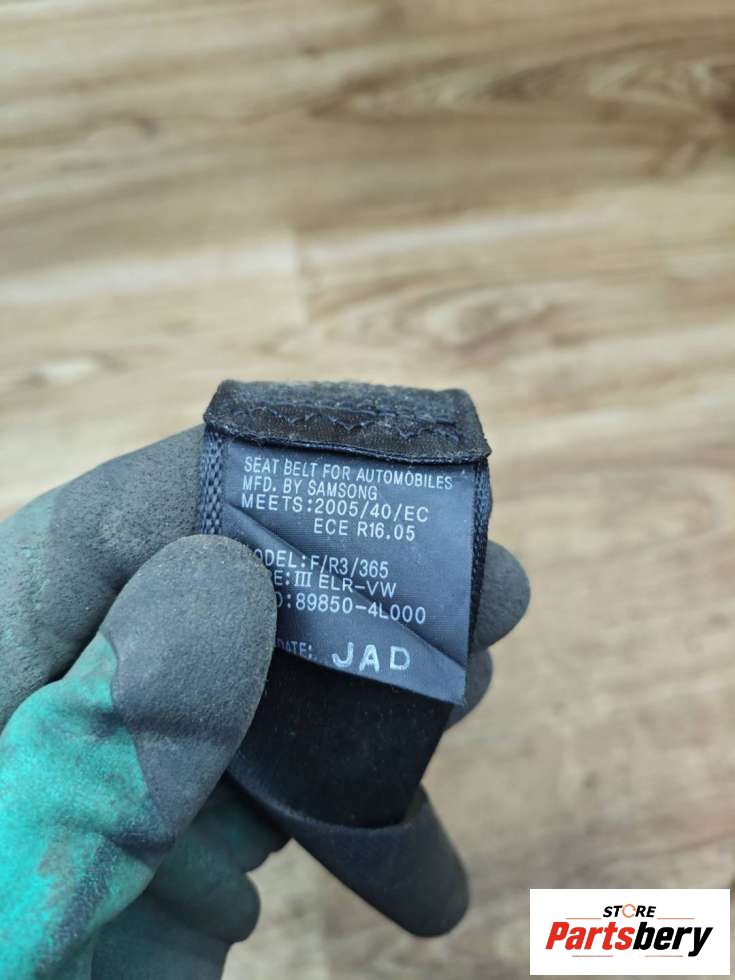 SEAT BELT FOR AUTOMOBILES
MFD. BY SAMSONG
MEETS:2005/40/EC
ECE R16.05
ODEL:F/R3/365
E:III ELR-VW
O:89850-4L000
DATE: JAD
STORE
Partsbery